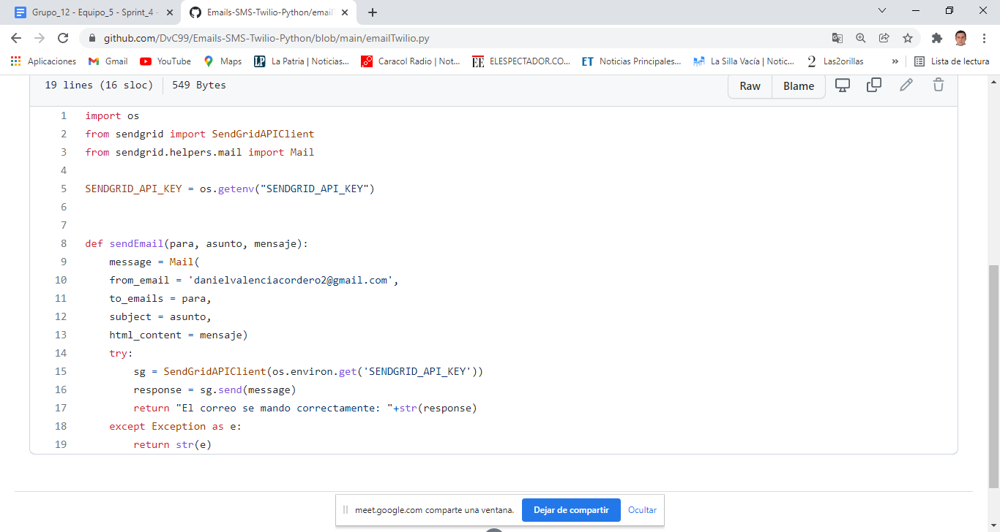 Grupo_12 - Equipo_5 - Sprint_4 -
Emails-SMS-Twilio-Python/email
github.com/DvC99/Emails-SMS-Twilio-Python/blob/main/emailTwilio.py
Aplicaciones Gmail YouTube Maps La Patria | Noticias... Caracol Radio | Not... ELESPECTADOR.CO... Noticias Principales... La Silla Vacía | Notic... Las2orillas » Lista de lectura
19 lines (16 sloc) 549 Bytes Raw Blame
1 import os
2 from sendgrid import SendGridAPIClient
3 from sendgrid.helpers.mail import Mail
4
5 SENDGRID_API_KEY = os.getenv("SENDGRID_API_KEY")
6
7
8 def sendEmail(para, asunto, mensaje):
9 message = Mail(
10 from_email = 'danielvalenciacordero2@gmail.com',
11 to_emails = para,
12 subject = asunto,
13 html_content = mensaje)
14 try:
15 sg = SendGridAPIClient(os.environ.get('SENDGRID_API_KEY'))
16 response = sg.send(message)
17 return "El correo se mando correctamente: "+str(response)
18 except Exception as e:
19 return str(e)
meet.google.com comparte una ventana. Dejar de compartir Ocultar